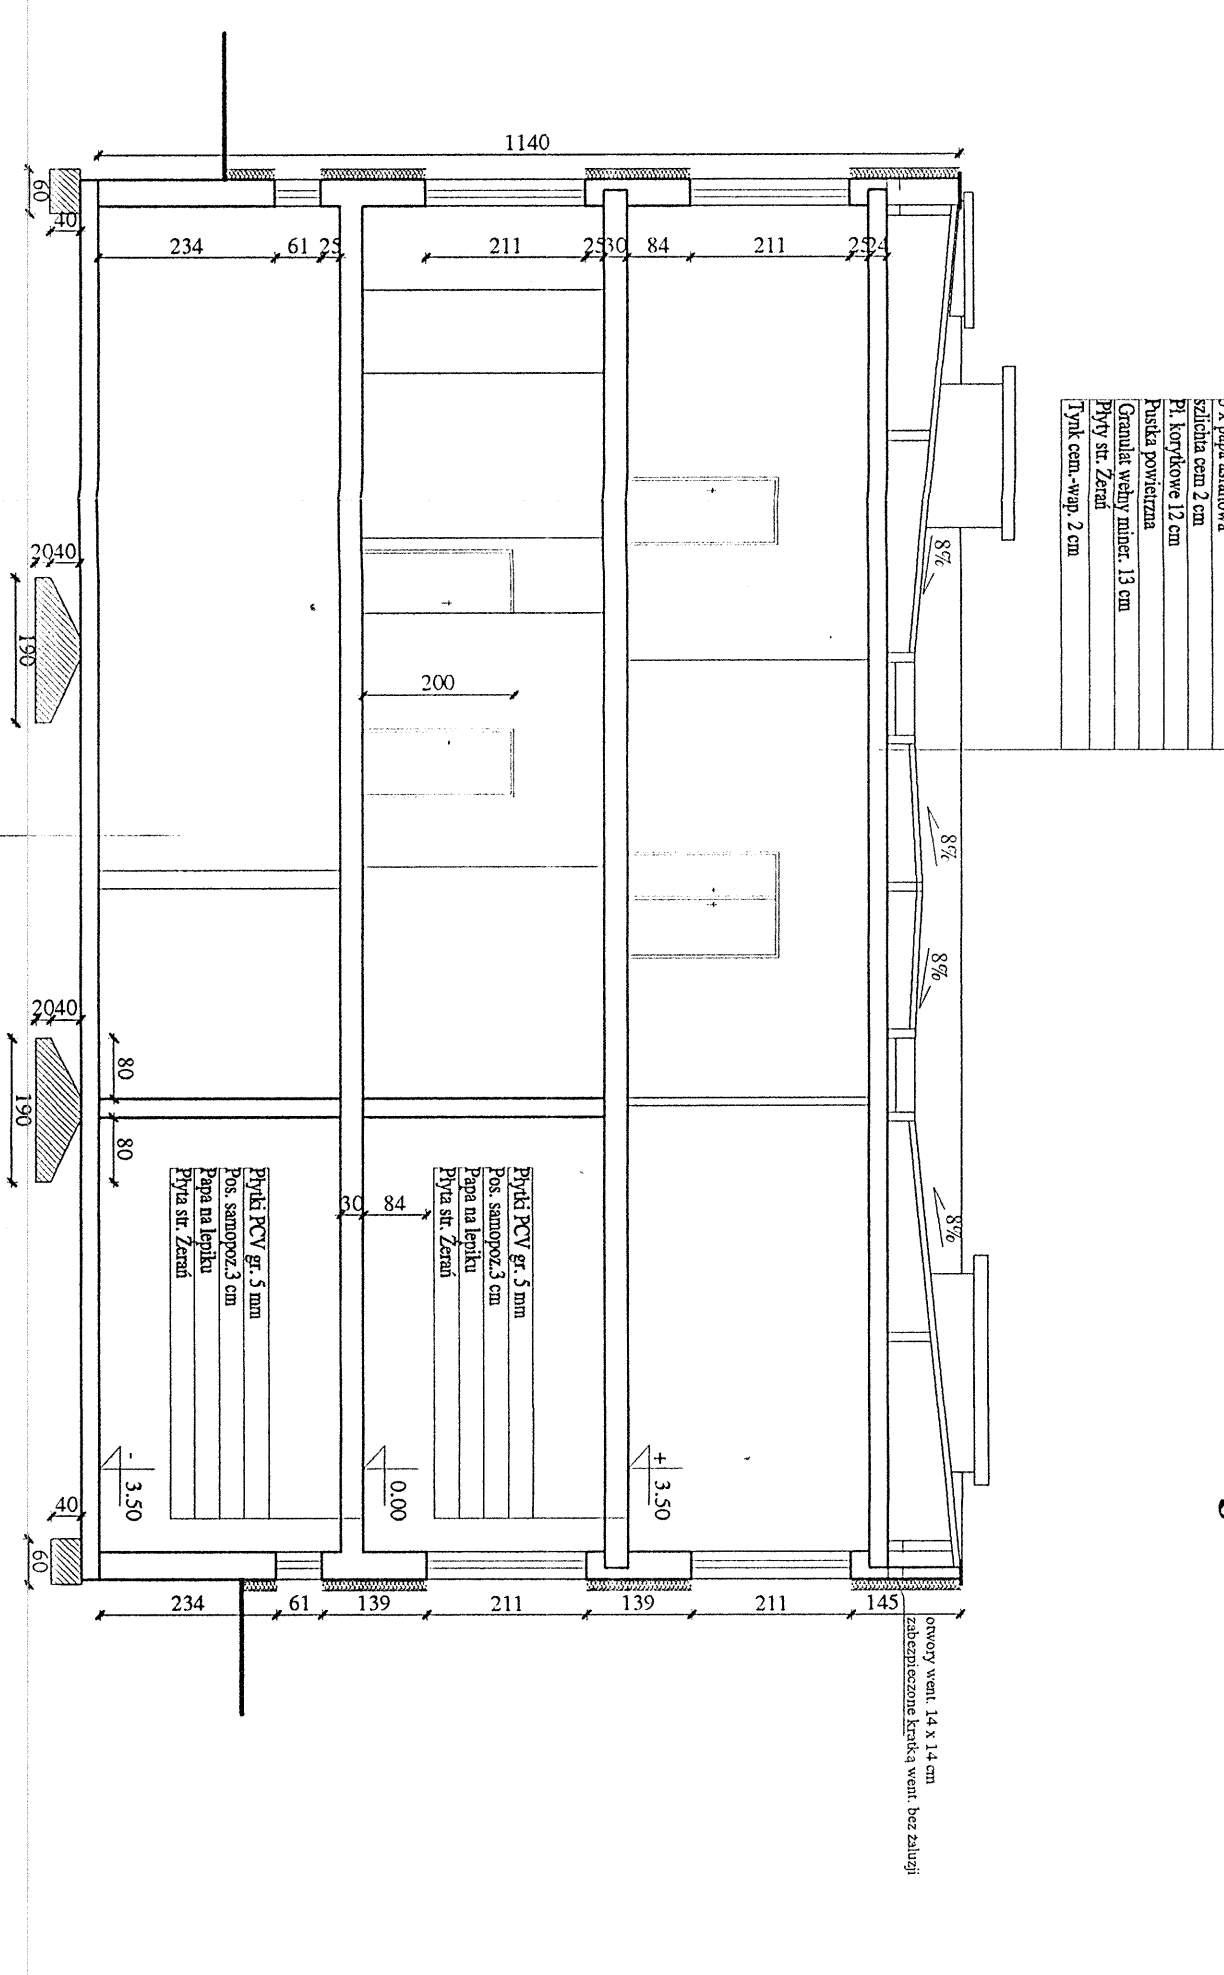 szlichta cem 2 cm
Pł. korytkowe 12 cm
Pustka powietrzna
Granulat wełny miner. 13 cm
Płyty str. Żerań
Tynk cem.-wap. 2 cm
8%
8%
8%
8%
otwory went. 14 x 14 cm
zabezpieczone kratką went. bez żaluzji
1140
234
61
25
211
25
30
84
211
25
24
60
40
20
40
190
20
40
190
80
80
40
60
200
30
84
Płytki PCV gr. 5 mm
Pos. samopoz.3 cm
Papa na lepiku
Płyta str. Żerań
Płytki PCV gr. 5 mm
Pos. samopoz.3 cm
Papa na lepiku
Płyta str. Żerań
+ 3.50
0.00
- 3.50
234
61
139
211
139
211
145